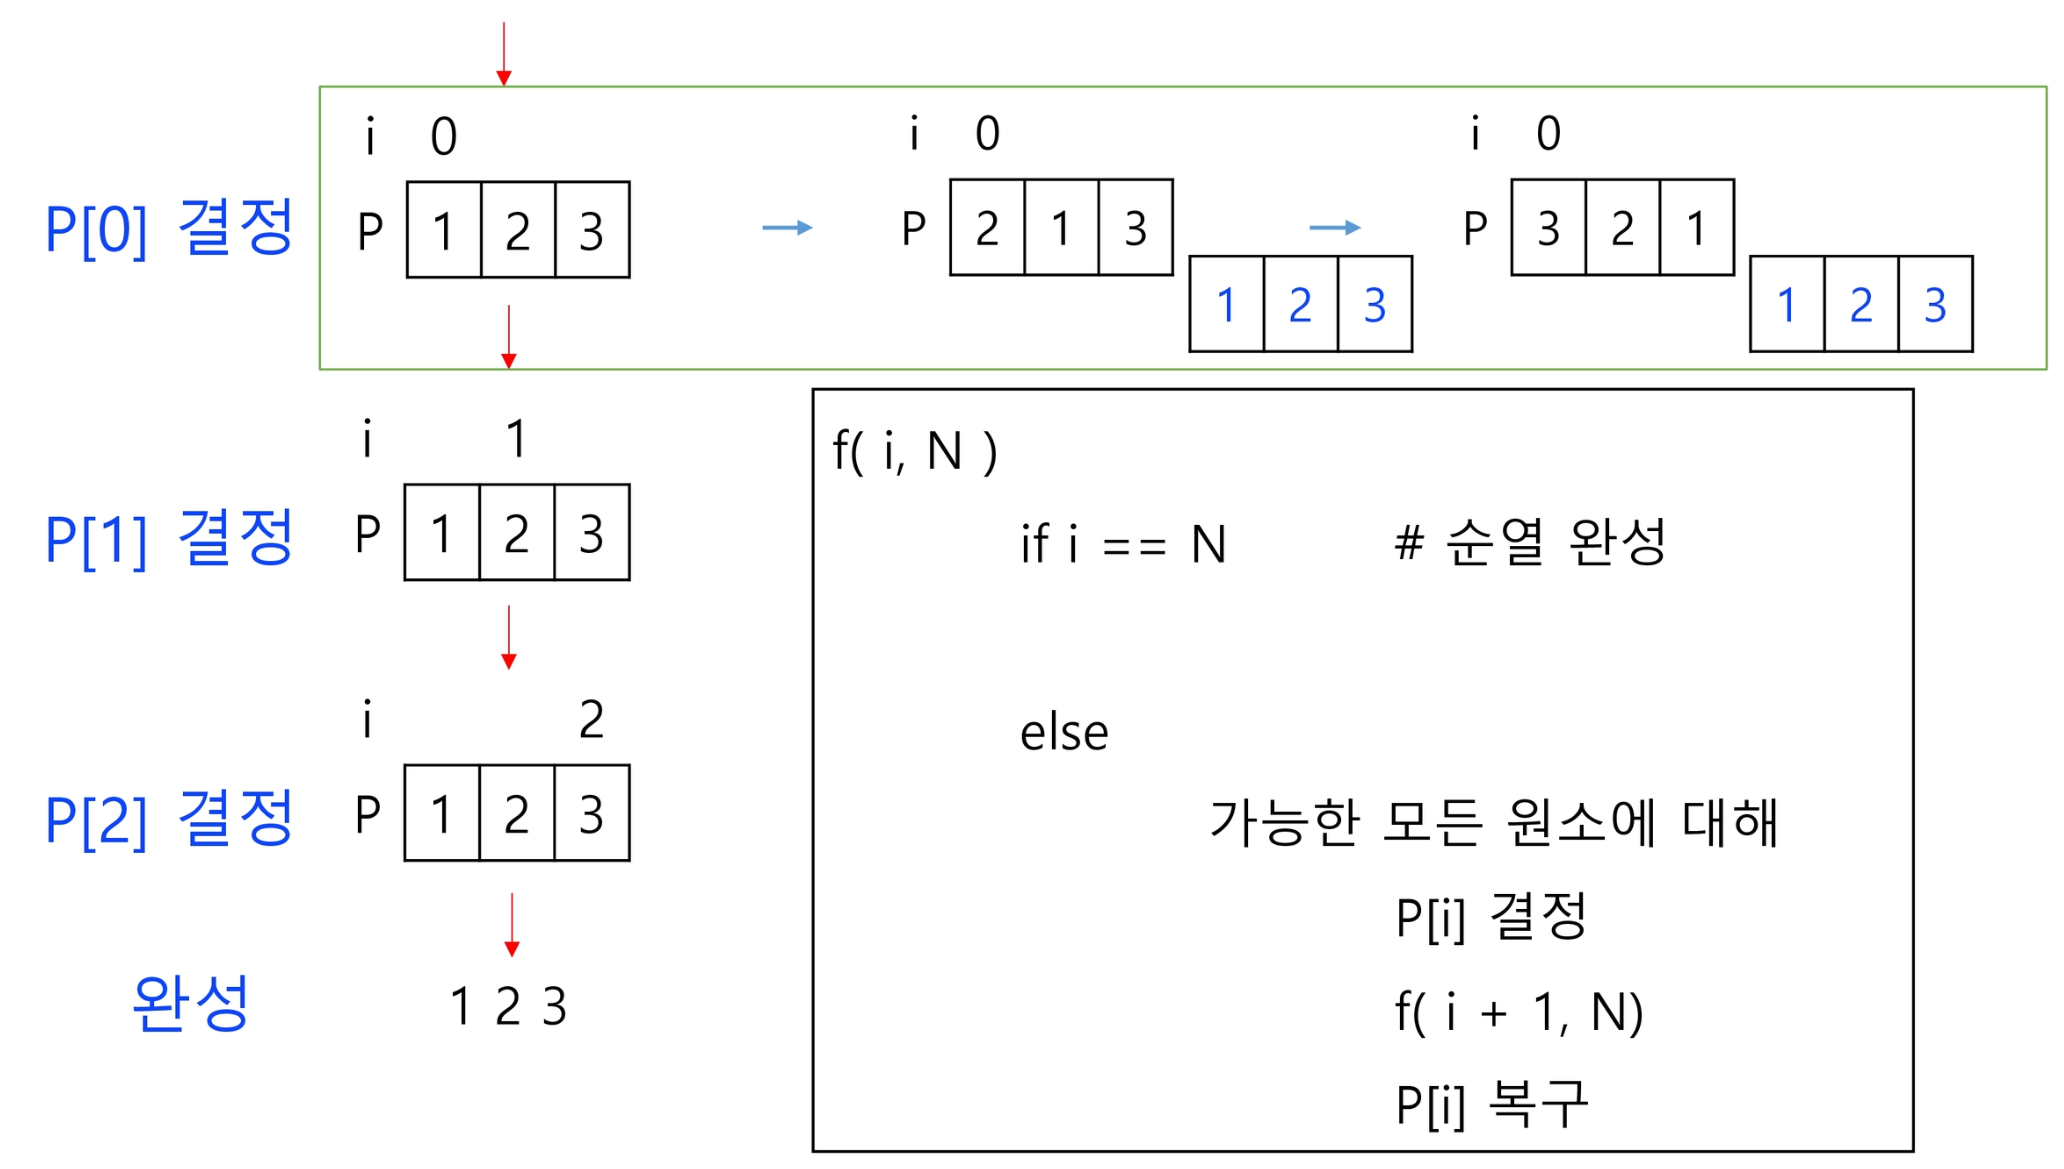 i 0
P[0] 결정 P 1 2 3
i 0
P 2 1 3
1 2 3
i 0
P 3 2 1
1 2 3
i 1
P[1] 결정 P 1 2 3
i 2
P[2] 결정 P 1 2 3
완성 1 2 3
f( i, N )
if i == N # 순열 완성
else
가능한 모든 원소에 대해
P[i] 결정
f( i + 1, N)
P[i] 복구